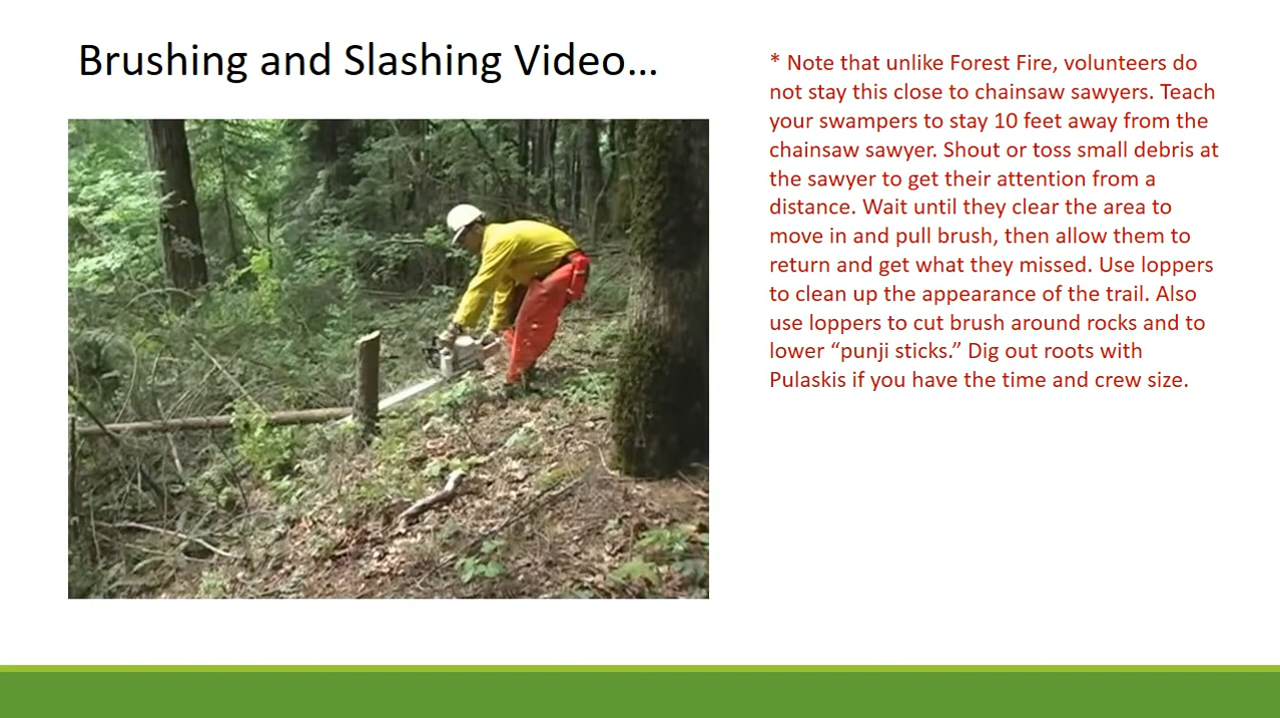 Brushing and Slashing Video…
* Note that unlike Forest Fire, volunteers do
not stay this close to chainsaw sawyers. Teach
your swampers to stay 10 feet away from the
chainsaw sawyer. Shout or toss small debris at
the sawyer to get their attention from a
distance. Wait until they clear the area to
move in and pull brush, then allow them to
return and get what they missed. Use loppers
to clean up the appearance of the trail. Also
use loppers to cut brush around rocks and to
lower “punji sticks.” Dig out roots with
Pulaskis if you have the time and crew size.